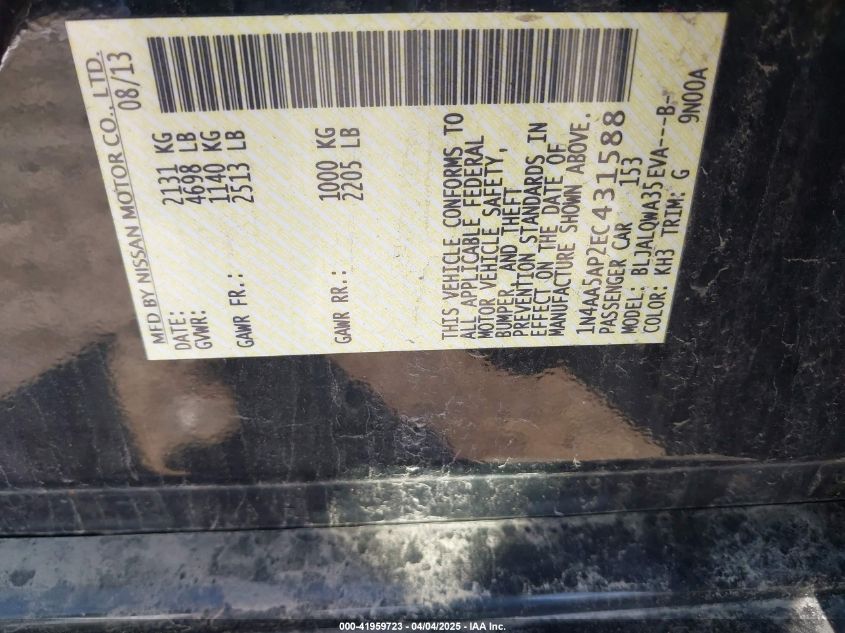 MFD BY NISSAN MOTOR CO., LTD.
DATE: 08/13
GVWR: 2131 KG
4698 LB
GAWR FR.: 1140 KG
2513 LB
GAWR RR.: 1000 KG
2205 LB
THIS VEHICLE CONFORMS TO
ALL APPLICABLE FEDERAL
MOTOR VEHICLE SAFETY,
BUMPER, AND THEFT
PREVENTION STANDARDS IN
EFFECT ON THE DATE OF
MANUFACTURE SHOWN ABOVE.
1N4AA5AP2EC431588
PASSENGER CAR 153
MODEL: BLJALQWA35EVA---B-
COLOR: KH3 TRIM: G 9N00A
000-41959723 - 04/04/2025 - IAA Inc.